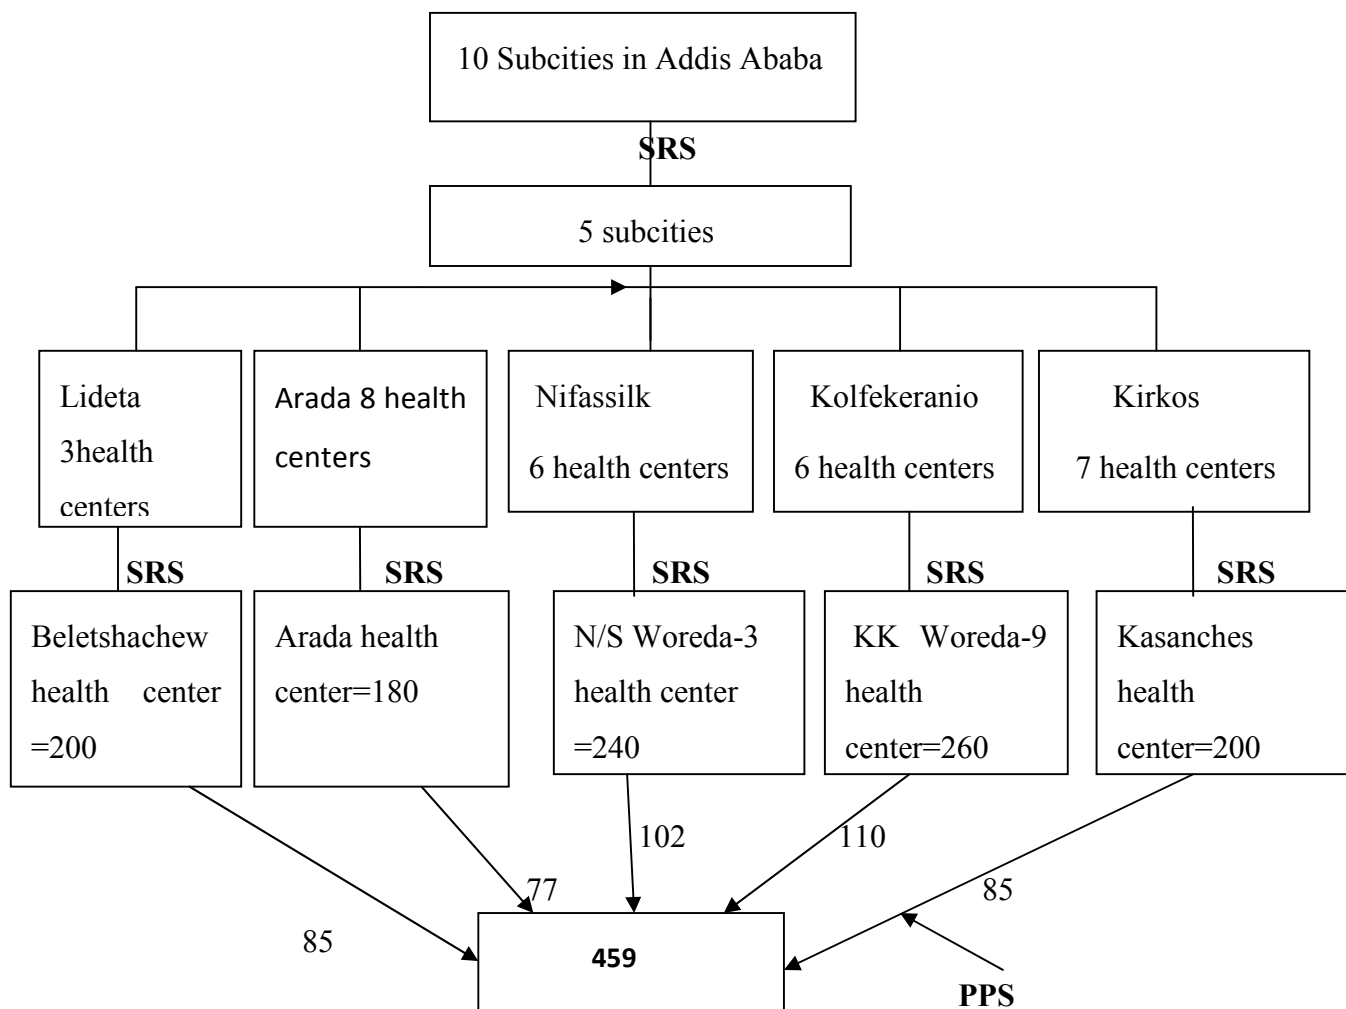 10 Subcities in Addis Ababa
SRS
5 subcities
Lideta
3health
centers
Arada 8 health
centers
Nifassilk
6 health centers
Kolfekeranio
6 health centers
Kirkos
7 health centers
SRS
SRS
SRS
SRS
SRS
Beletshachew
health center
=200
Arada health
center=180
N/S Woreda-3
health center
=240
KK Woreda-9
health
center=260
Kasanches
health
center=200
102
110
77
85
85
459
PPS